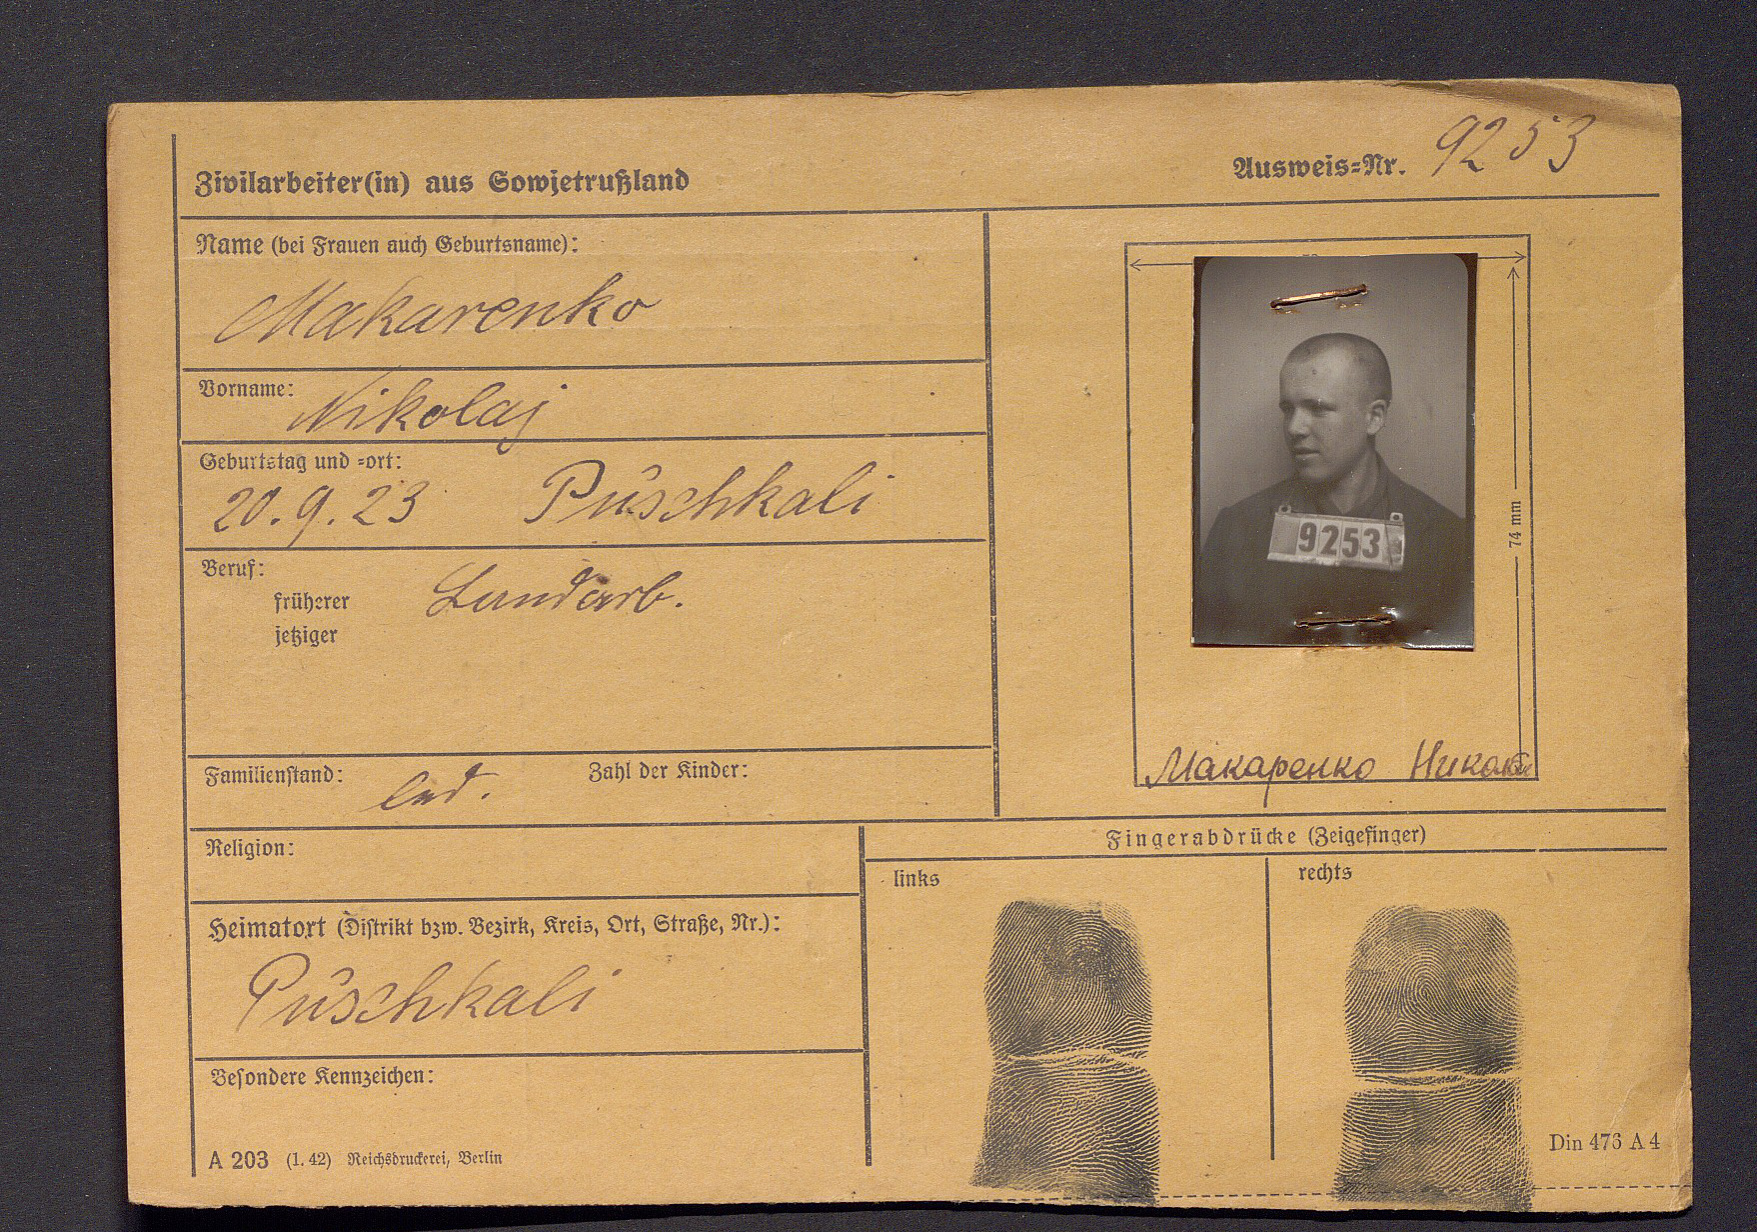 Zivilarbeiter(in) aus Sowjetrußland
Ausweis=Nr. 9253
Name (bei Frauen auch Geburtsname):
Makarenko
Vorname: Nikolaj
Geburtstag und =ort:
20.9.23 Puschkali
Beruf:
früherer Landarb.
jetziger
Familienstand: led. Zahl der Kinder:
Religion:
Heimatort (Distrikt bzw. Bezirk, Kreis, Ort, Straße, Nr.):
Puschkali
Besondere Kennzeichen:
A 203 (1. 42) Reichsdruckerei, Berlin
9253
74 mm
Макаренко
Fingerabdrücke (Zeigefinger)
links
rechts
Din 476 A 4